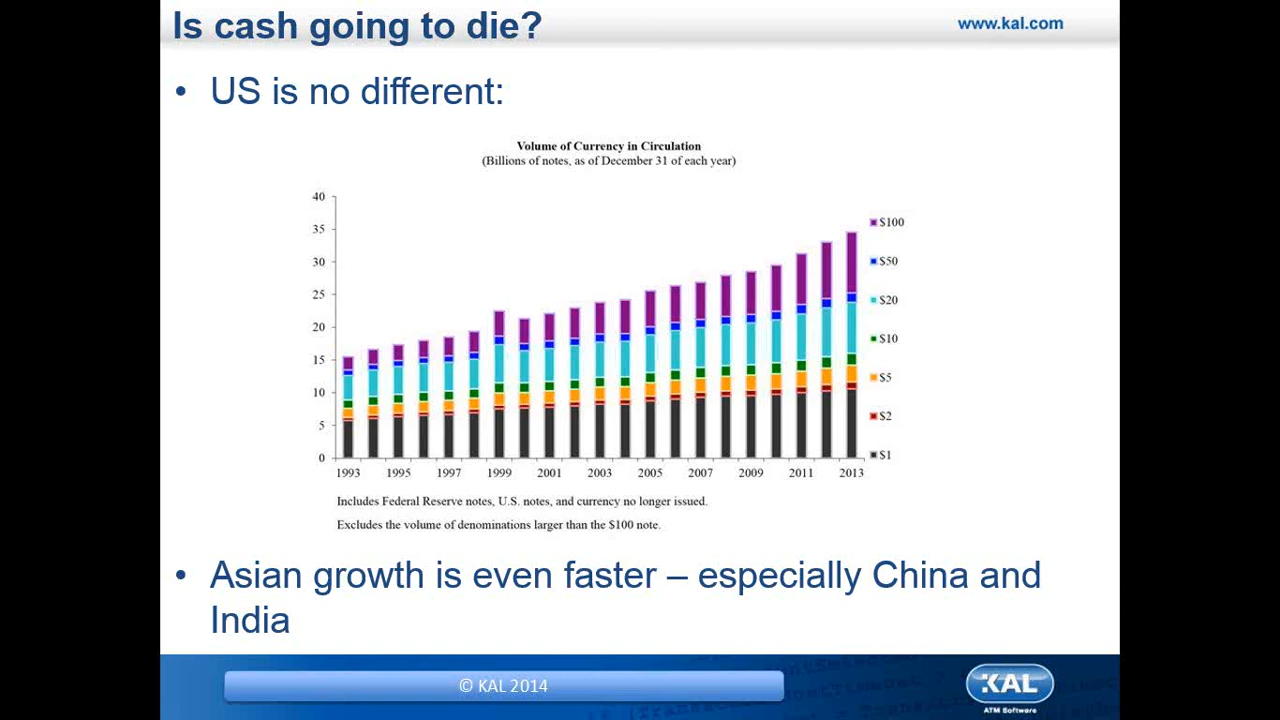 Is cash going to die?
www.kal.com
• US is no different:
Volume of Currency in Circulation
(Billions of notes, as of December 31 of each year)
40
35
30
25
20
15
10
5
0
$100
$50
$20
$10
$5
$2
$1
1993 1995 1997 1999 2001 2003 2005 2007 2009 2011 2013
Includes Federal Reserve notes, U.S. notes, and currency no longer issued.
Excludes the volume of denominations larger than the $100 note.
• Asian growth is even faster – especially China and
India
© KAL 2014
KAL
ATM Software